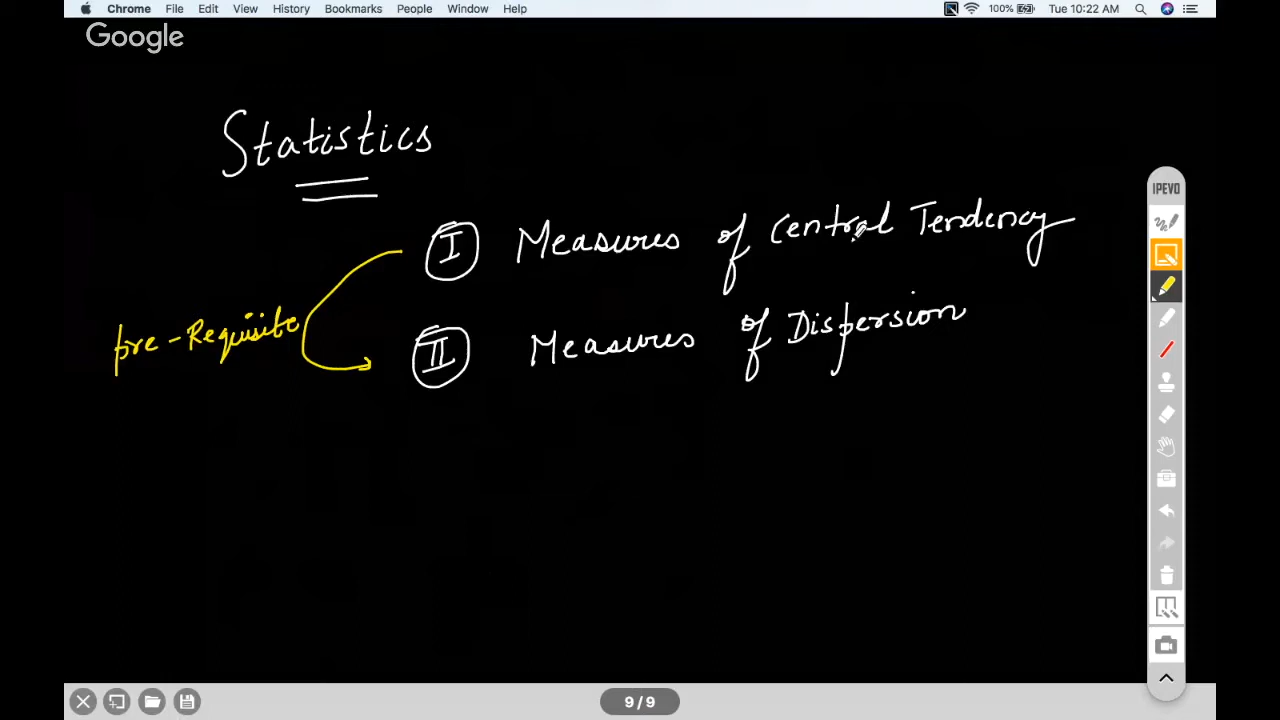 Chrome File Edit View History Bookmarks People Window Help 100% Tue 10:22 AM
Google
Statistics
I Measures of Central Tendency
pre-Requisite
II Measures of Dispersion
IPEVO
9/9